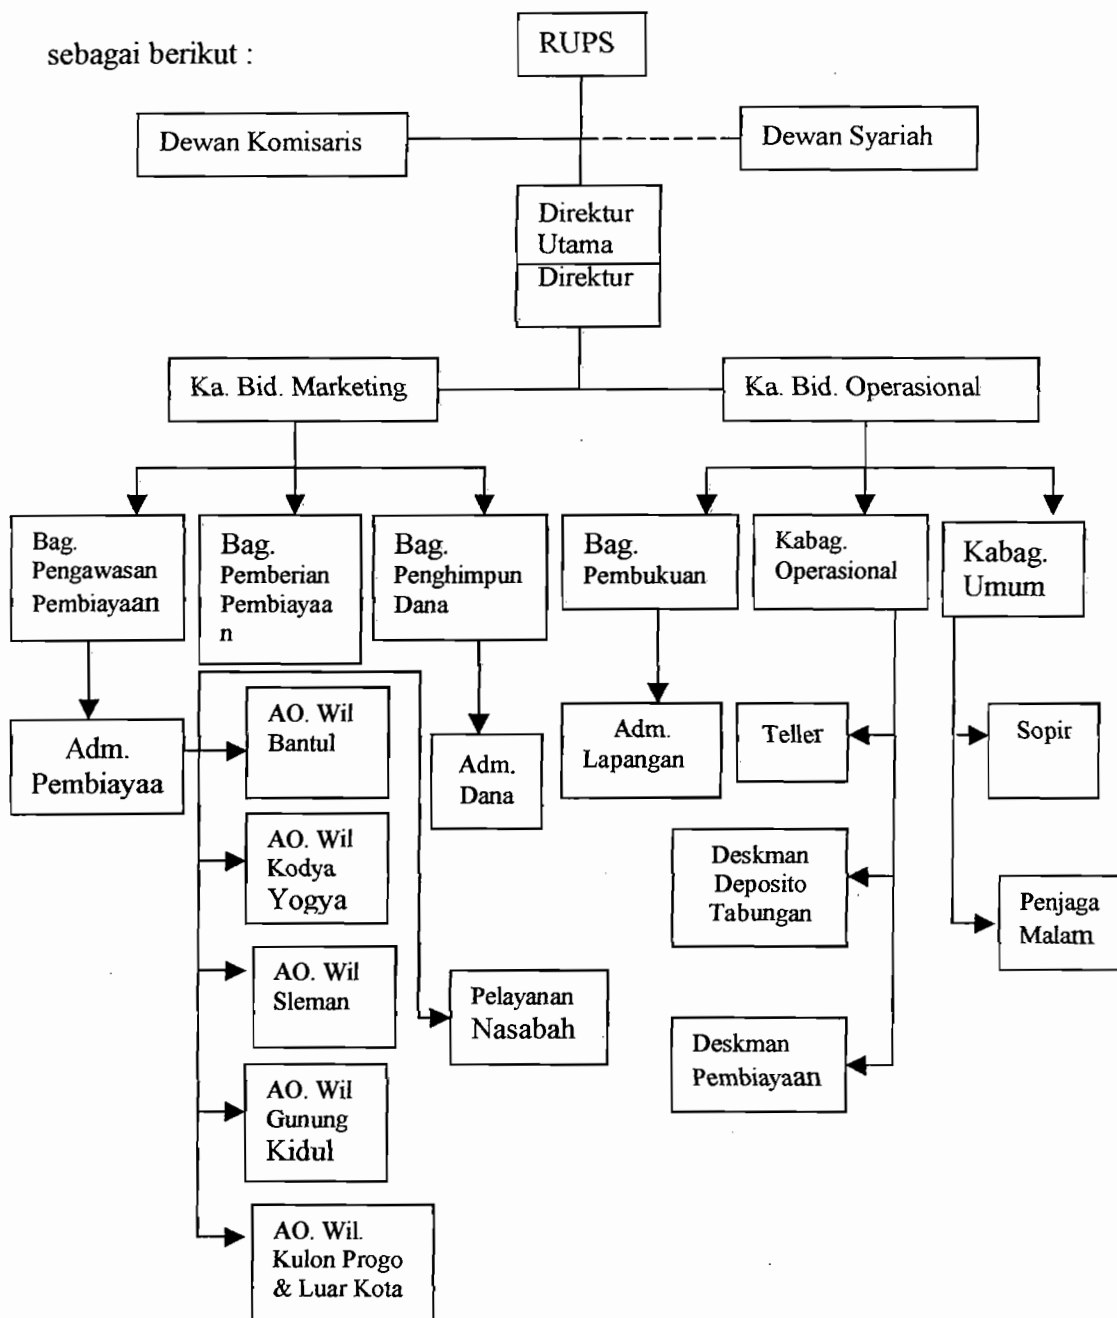 RUPS
sebagai berikut :
Dewan Komisaris
Dewan Syariah
Direktur
Utama
Direktur
Ka. Bid. Marketing
Ka. Bid. Operasional
Bag.
Pengawasan
Pembiayaan
Bag.
Pemberian
Pembiayaa
n
Bag.
Penghimpun
Dana
Bag.
Pembukuan
Kabag.
Operasional
Kabag.
Umum
Adm.
Pembiayaa
AO. Wil
Bantul
Adm.
Dana
Adm.
Lapangan
Teller
Sopir
AO. Wil
Kodya
Yogya
Deskman
Deposito
Tabungan
Penjaga
Malam
AO. Wil
Sleman
Pelayanan
Nasabah
Deskman
Pembiayaan
AO. Wil
Gunung
Kidul
AO. Wil.
Kulon Progo
& Luar Kota